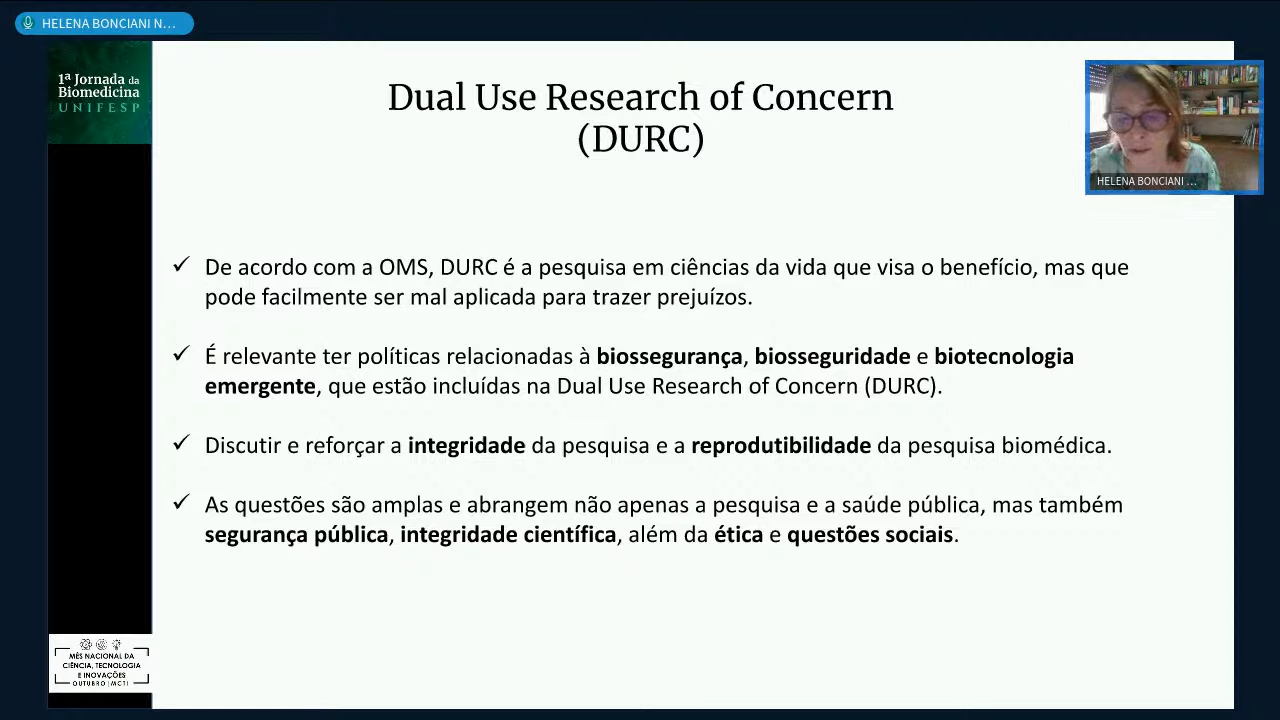 HELENA BONCIANI N...
1ª Jornada da
Biomedicina
UNIFESP
Dual Use Research of Concern
(DURC)
HELENA BONCIANI ...
✓ De acordo com a OMS, DURC é a pesquisa em ciências da vida que visa o benefício, mas que
pode facilmente ser mal aplicada para trazer prejuízos.
✓ É relevante ter políticas relacionadas à biossegurança, biosseguridade e biotecnologia
emergente, que estão incluídas na Dual Use Research of Concern (DURC).
✓ Discutir e reforçar a integridade da pesquisa e a reprodutibilidade da pesquisa biomédica.
✓ As questões são amplas e abrangem não apenas a pesquisa e a saúde pública, mas também
segurança pública, integridade científica, além da ética e questões sociais.
MÊS NACIONAL DA
CIÊNCIA, TECNOLOGIA
E INOVAÇÕES
OUTUBRO | MCTI